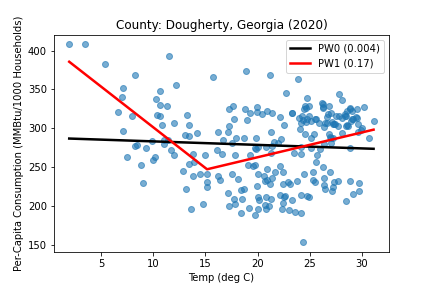 County: Dougherty, Georgia (2020)
PW0 (0.004)
PW1 (0.17)
Per-Capita Consumption (MMBtu/1000 Households)
400
350
300
250
200
150
5 10 15 20 25 30
Temp (deg C)